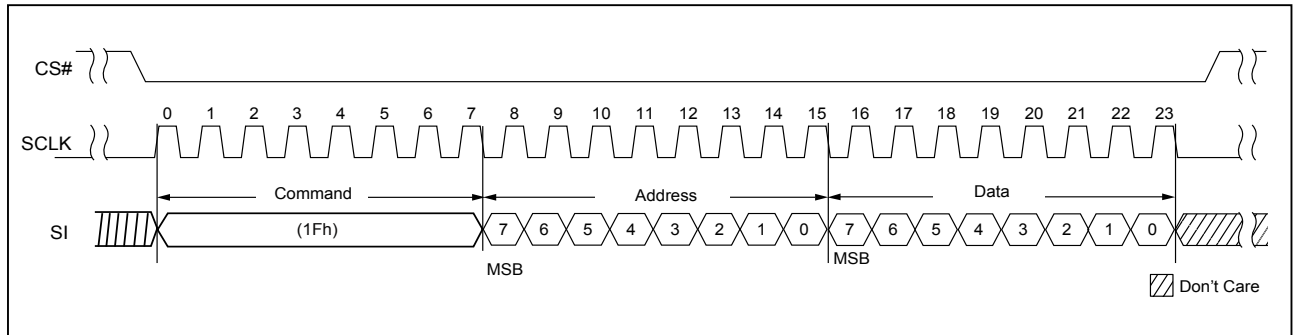 CS#
0 1 2 3 4 5 6 7 8 9 10 11 12 13 14 15 16 17 18 19 20 21 22 23
SCLK
Command Address Data
SI (1Fh) 7 6 5 4 3 2 1 0 7 6 5 4 3 2 1 0
MSB MSB
Don't Care